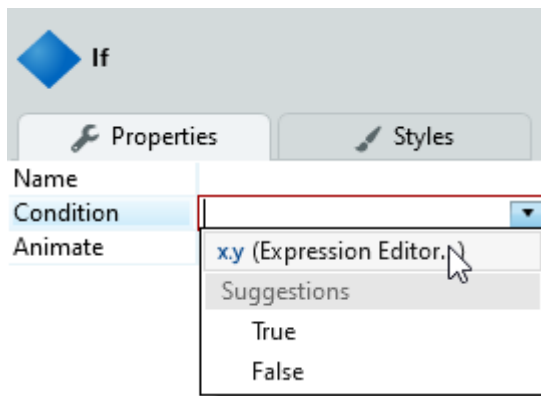 If
Properties
Styles
Name
Condition
Animate
x.y (Expression Editor...)
Suggestions
True
False